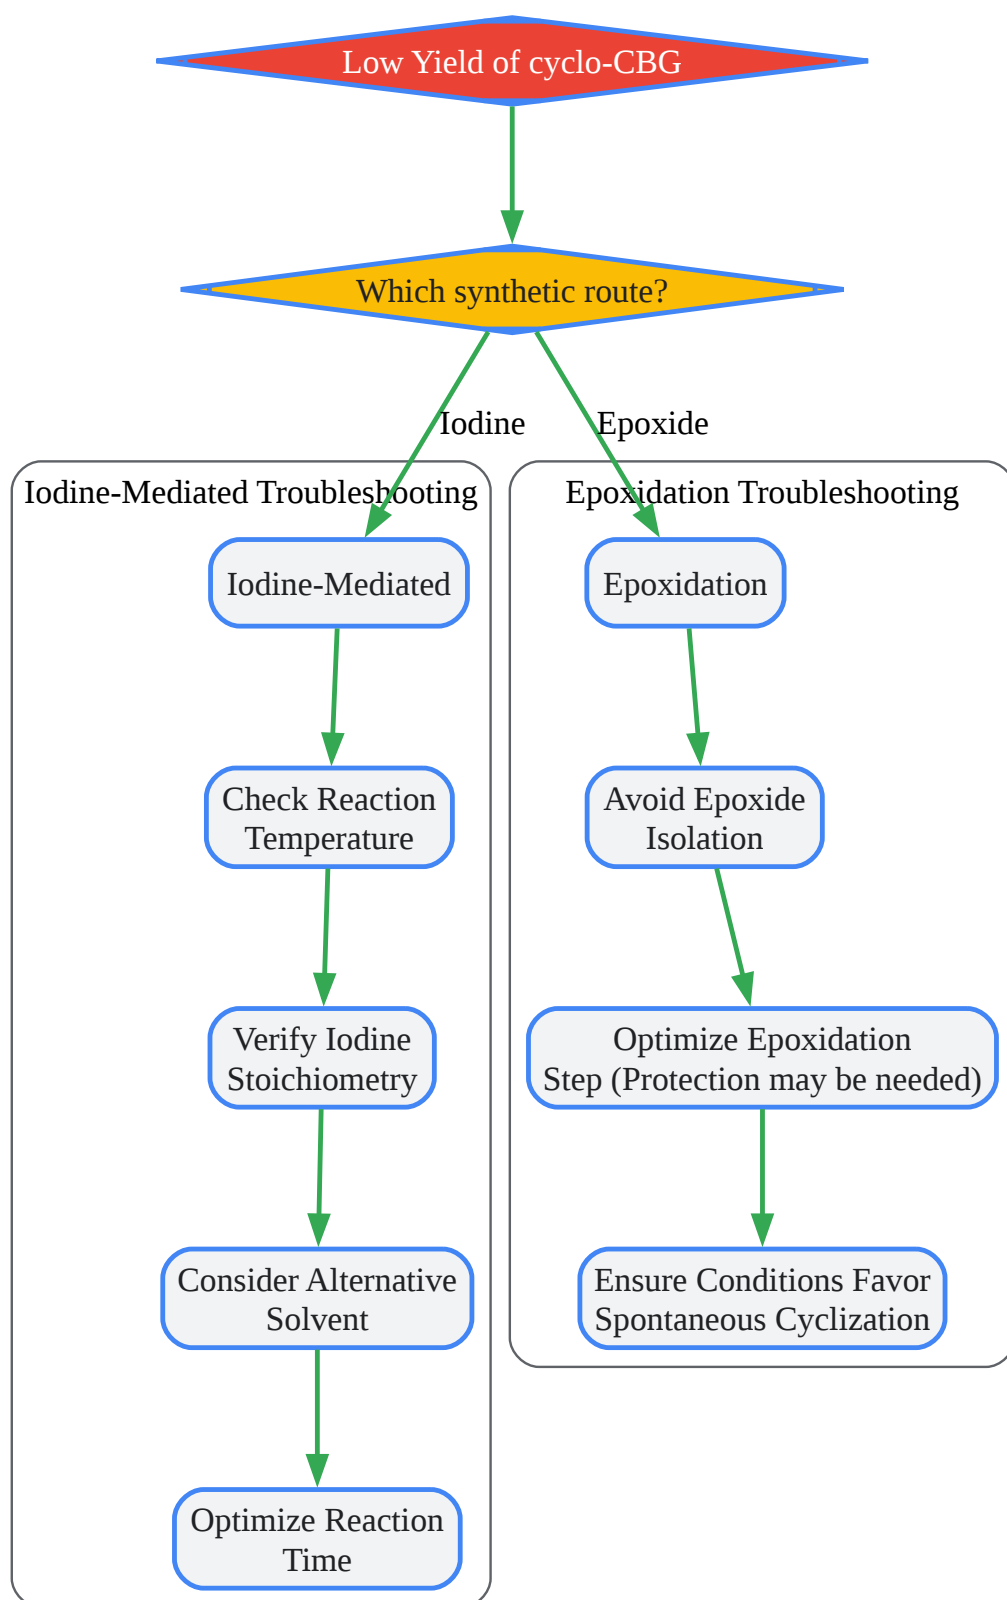 Low Yield of cyclo-CBG
Which synthetic route?
Iodine
Epoxide
Iodine-Mediated Troubleshooting
Iodine-Mediated
Check Reaction
Temperature
Verify Iodine
Stoichiometry
Consider Alternative
Solvent
Optimize Reaction
Time
Epoxidation Troubleshooting
Epoxidation
Avoid Epoxide
Isolation
Optimize Epoxidation
Step (Protection may be needed)
Ensure Conditions Favor
Spontaneous Cyclization